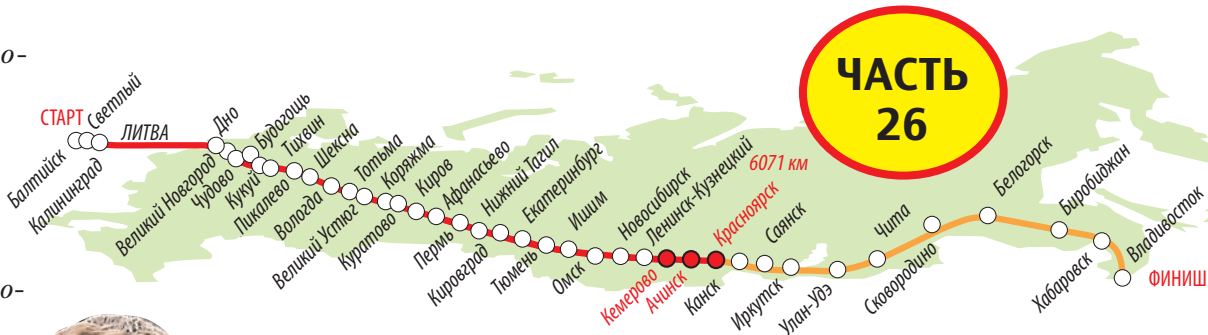 о-
о-
ЧАСТЬ
26
СТАРТ
Балтийск
Светлый
Калининград
ЛИТВА
Дно
Великий Новгород
Чудово
Будогощь
Кукуй
Тихвин
Пикалево
Шексна
Вологда
Тотьма
Великий Устюг
Коряжма
Куратово
Киров
Афанасьево
Пермь
Нижний Тагил
Кировград
Екатеринбург
Тюмень
Ишим
Омск
Новосибирск
Ленинск-Кузнецкий
Кемерово
Ачинск
6071 км
Красноярск
Канск
Саянск
Иркутск
Улан-Удэ
Чита
Сковородино
Белогорск
Биробиджан
Хабаровск
Владивосток
ФИНИШ